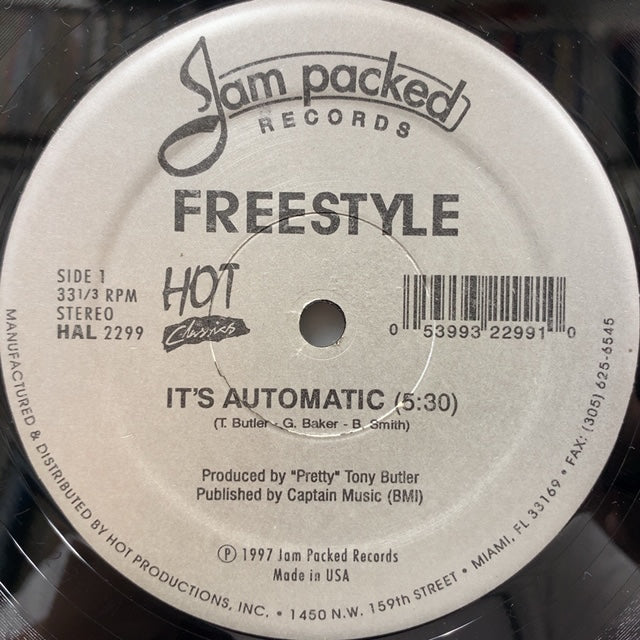 Jam packed
RECORDS
FREESTYLE
SIDE 1
33 1/3 RPM
STEREO
HAL 2299
HOT
Classics
0 53993 22991 0
IT'S AUTOMATIC (5:30)
(T. Butler - G. Baker - B. Smith)
Produced by "Pretty" Tony Butler
Published by Captain Music (BMI)
Ⓟ 1997 Jam Packed Records
Made in USA
MANUFACTURED & DISTRIBUTED BY HOT PRODUCTIONS, INC. • 1450 N.W. 159th STREET • MIAMI, FL 33169 • FAX: (305) 625-6545